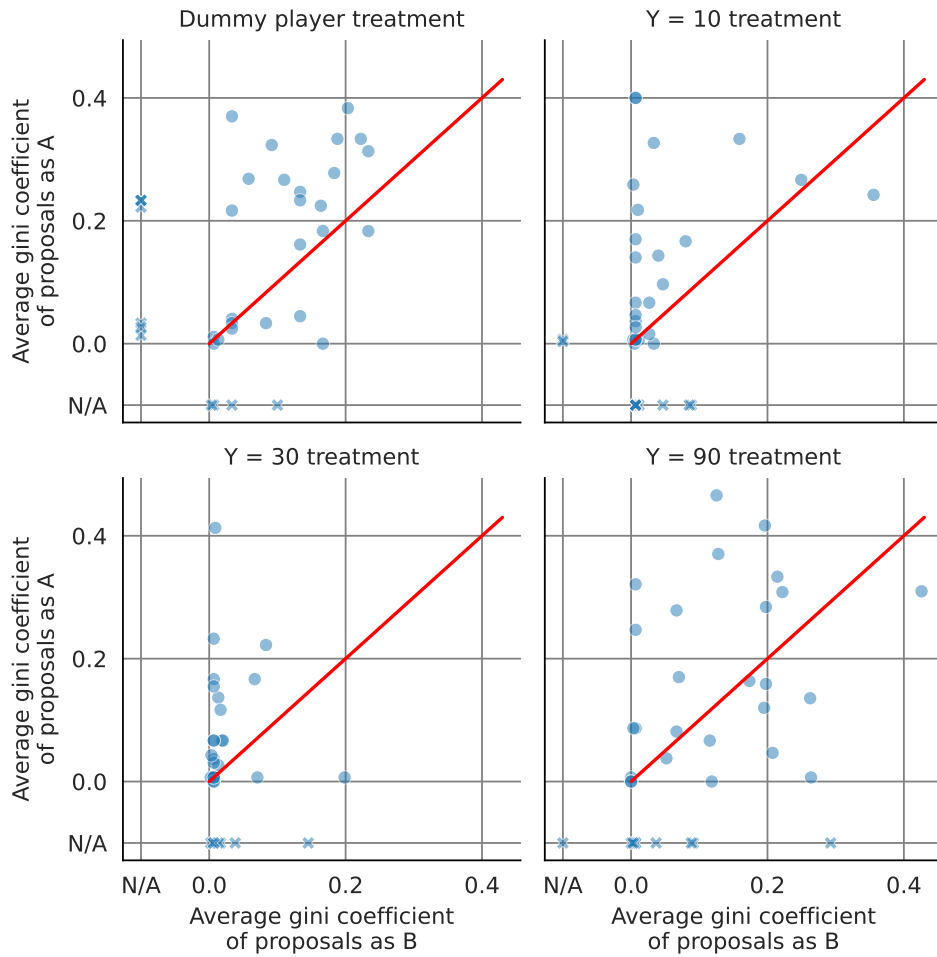 Dummy player treatment
Y = 10 treatment
Average gini coefficient
of proposals as A
0.4
0.2
0.0
N/A
Y = 30 treatment
Y = 90 treatment
Average gini coefficient
of proposals as A
0.4
0.2
0.0
N/A
N/A 0.0 0.2 0.4
N/A 0.0 0.2 0.4
Average gini coefficient
of proposals as B
Average gini coefficient
of proposals as B